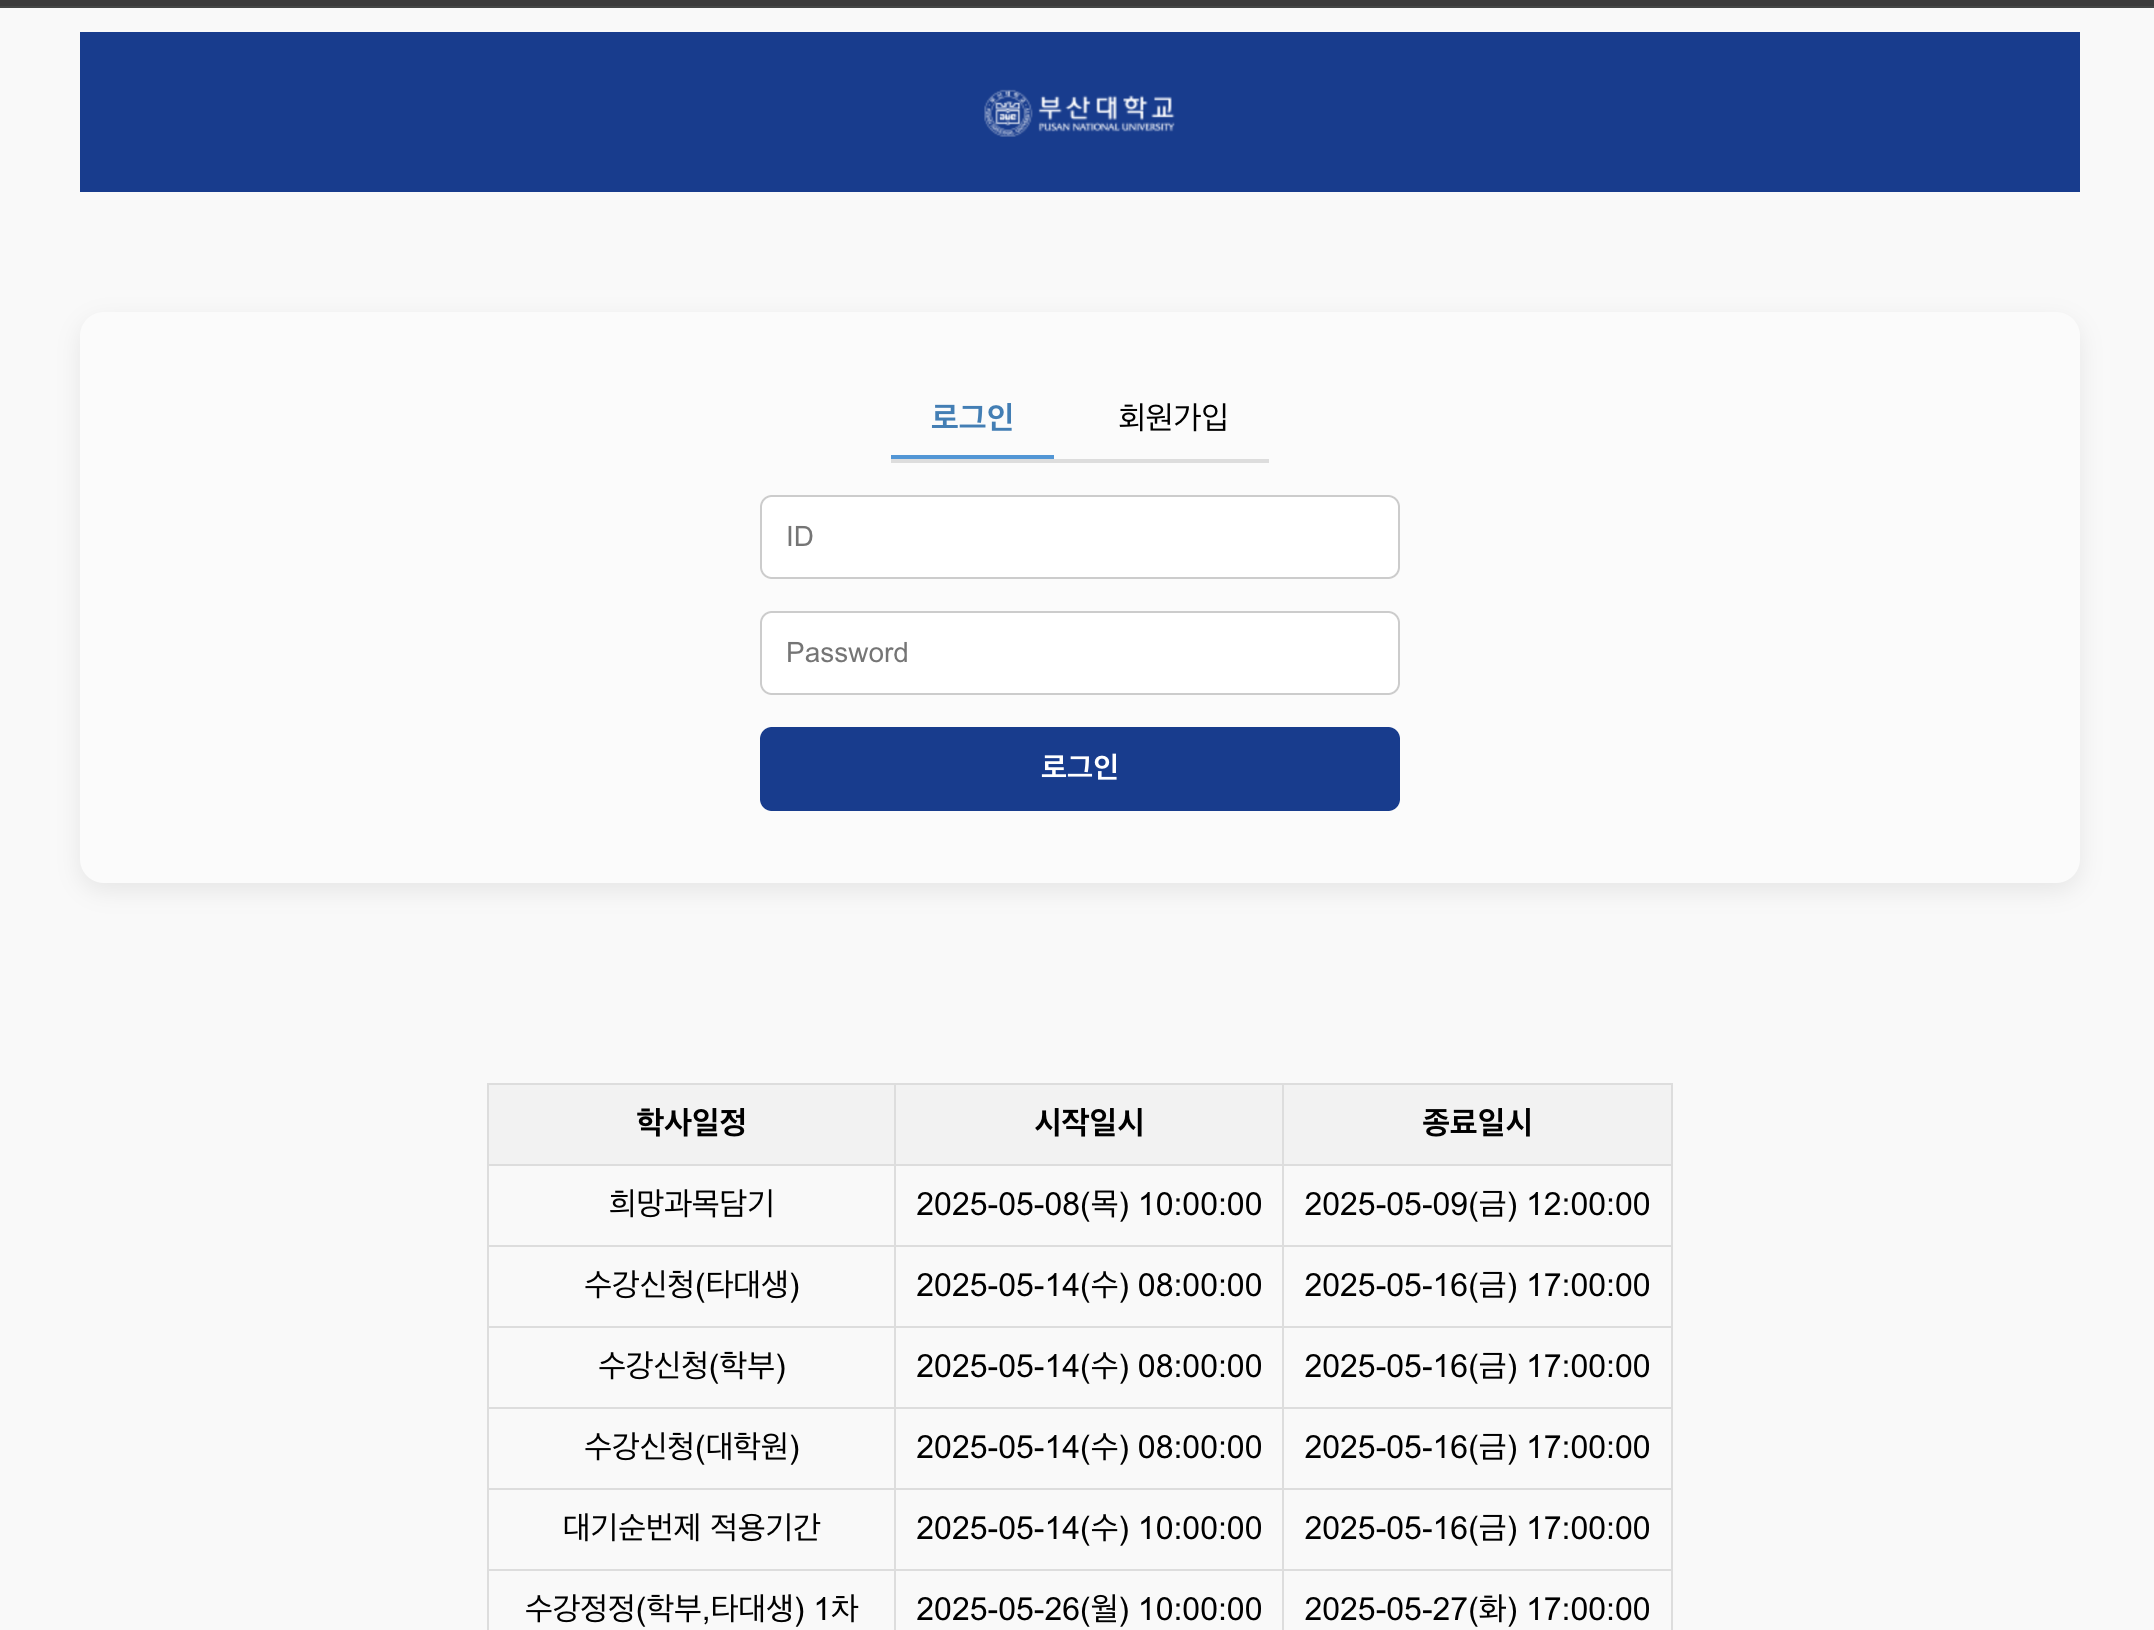 부산대학교
PUSAN NATIONAL UNIVERSITY
로그인 회원가입
ID
Password
로그인
학사일정 시작일시 종료일시
희망과목담기 2025-05-08(목) 10:00:00 2025-05-09(금) 12:00:00
수강신청(타대생) 2025-05-14(수) 08:00:00 2025-05-16(금) 17:00:00
수강신청(학부) 2025-05-14(수) 08:00:00 2025-05-16(금) 17:00:00
수강신청(대학원) 2025-05-14(수) 08:00:00 2025-05-16(금) 17:00:00
대기순번제 적용기간 2025-05-14(수) 10:00:00 2025-05-16(금) 17:00:00
수강정정(학부,타대생) 1차 2025-05-26(월) 10:00:00 2025-05-27(화) 17:00:00